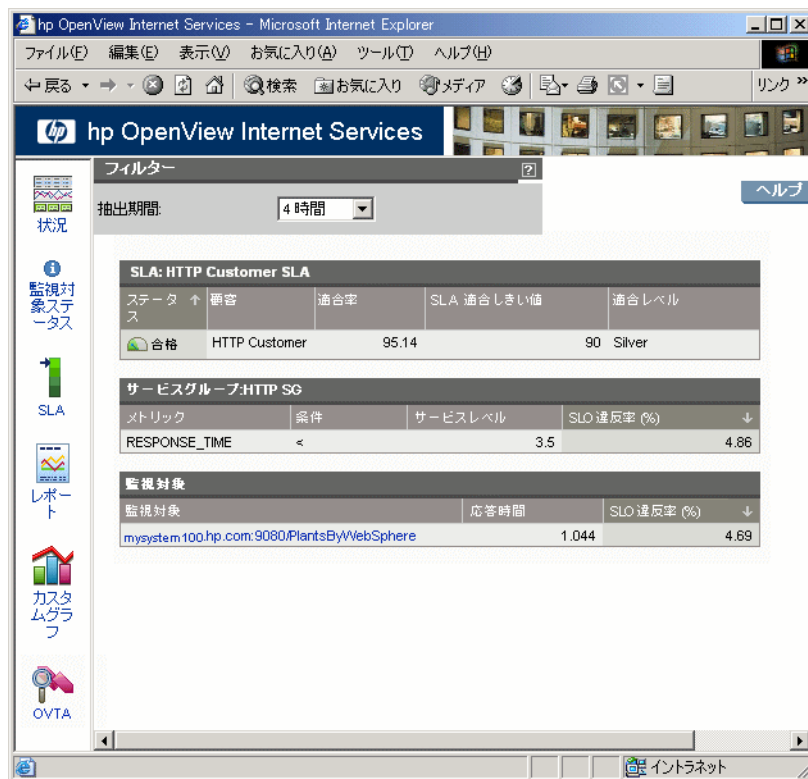 hp OpenView Internet Services - Microsoft Internet Explorer
ファイル(F) 編集(E) 表示(V) お気に入り(A) ツール(T) ヘルプ(H)
戻る 検索 お気に入り メディア リンク »
hp OpenView Internet Services
フィルター ?
ヘルプ
抽出期間: 4 時間
状況
監視対象ステータス
SLA
レポート
カスタムグラフ
OVTA
SLA: HTTP Customer SLA
ステータス 顧客 適合率 SLA 適合しきい値 適合レベル
合格 HTTP Customer 95.14 90 Silver
サービスグループ:HTTP SG
メトリック 条件 サービスレベル SLO 違反率 (%)
RESPONSE_TIME < 3.5 4.86
監視対象
監視対象 応答時間 SLO 違反率 (%)
mysystem100.hp.com:9080/PlantsByWebSphere 1.044 4.69
イントラネット